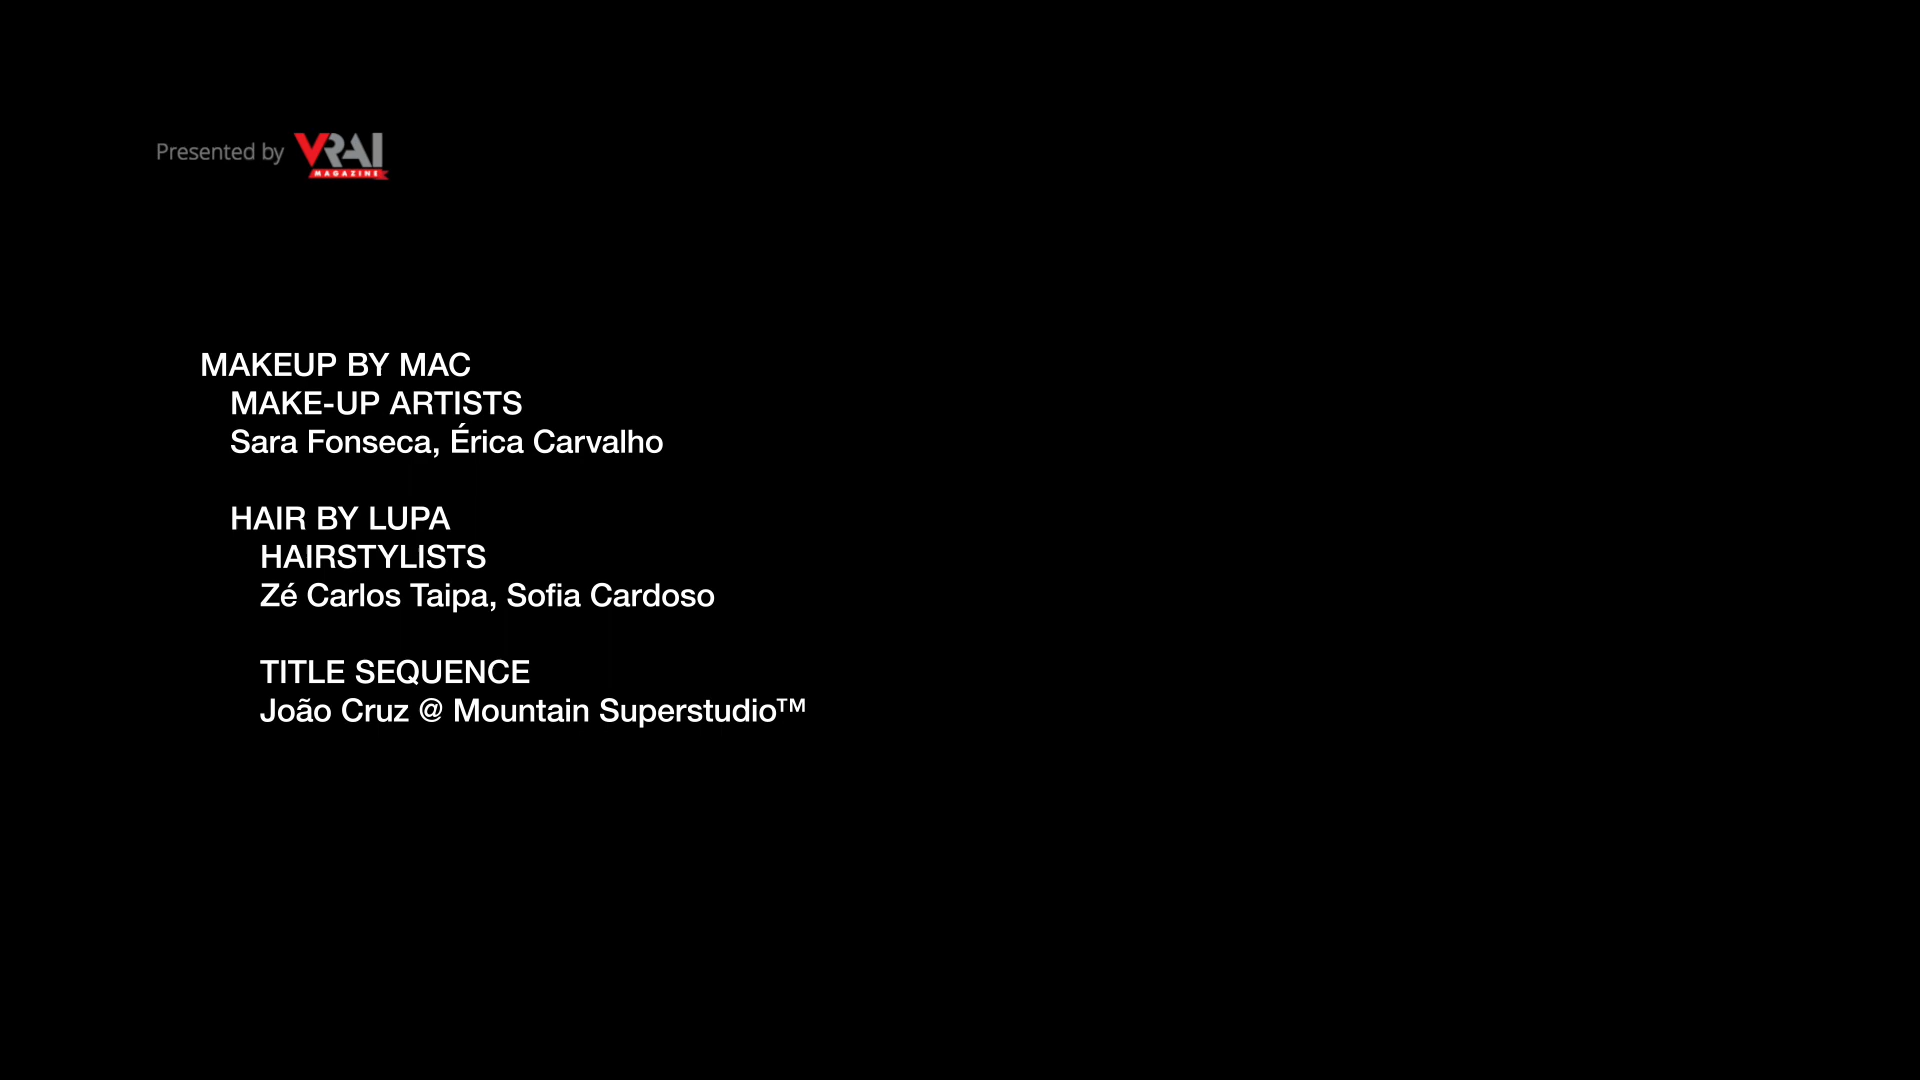 Presented by VRAI
MAGAZINE
MAKEUP BY MAC
MAKE-UP ARTISTS
Sara Fonseca, Érica Carvalho
HAIR BY LUPA
HAIRSTYLISTS
Zé Carlos Taipa, Sofia Cardoso
TITLE SEQUENCE
João Cruz @ Mountain Superstudio™